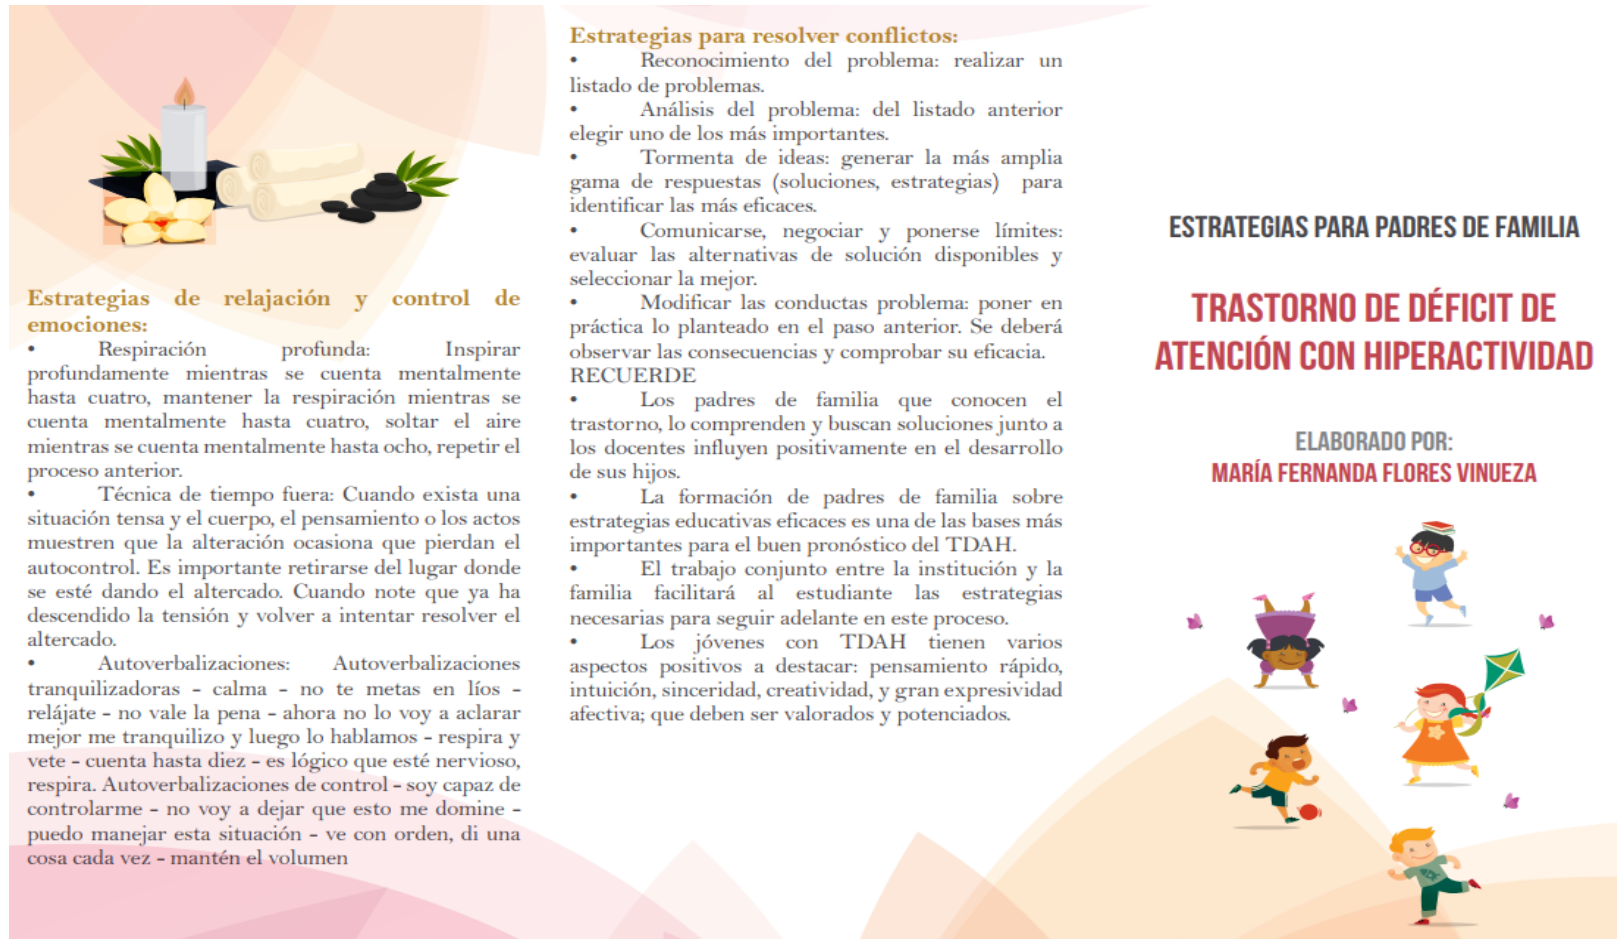 Estrategias de relajación y control de
emociones:
• Respiración profunda: Inspirar
profundamente mientras se cuenta mentalmente
hasta cuatro, mantener la respiración mientras se
cuenta mentalmente hasta cuatro, soltar el aire
mientras se cuenta mentalmente hasta ocho, repetir el
proceso anterior.
• Técnica de tiempo fuera: Cuando exista una
situación tensa y el cuerpo, el pensamiento o los actos
muestren que la alteración ocasiona que pierdan el
autocontrol. Es importante retirarse del lugar donde
se esté dando el altercado. Cuando note que ya ha
descendido la tensión y volver a intentar resolver el
altercado.
• Autoverbalizaciones: Autoverbalizaciones
tranquilizadoras - calma - no te metas en líos -
relájate - no vale la pena - ahora no lo voy a aclarar
mejor me tranquilizo y luego lo hablamos - respira y
vete - cuenta hasta diez - es lógico que esté nervioso,
respira. Autoverbalizaciones de control - soy capaz de
controlarme - no voy a dejar que esto me domine -
puedo manejar esta situación - ve con orden, di una
cosa cada vez - mantén el volumen
Estrategias para resolver conflictos:
• Reconocimiento del problema: realizar un
listado de problemas.
• Análisis del problema: del listado anterior
elegir uno de los más importantes.
• Tormenta de ideas: generar la más amplia
gama de respuestas (soluciones, estrategias) para
identificar las más eficaces.
• Comunicarse, negociar y ponerse límites:
evaluar las alternativas de solución disponibles y
seleccionar la mejor.
• Modificar las conductas problema: poner en
práctica lo planteado en el paso anterior. Se deberá
observar las consecuencias y comprobar su eficacia.
RECUERDE
• Los padres de familia que conocen el
trastorno, lo comprenden y buscan soluciones junto a
los docentes influyen positivamente en el desarrollo
de sus hijos.
• La formación de padres de familia sobre
estrategias educativas eficaces es una de las bases más
importantes para el buen pronóstico del TDAH.
• El trabajo conjunto entre la institución y la
familia facilitará al estudiante las estrategias
necesarias para seguir adelante en este proceso.
• Los jóvenes con TDAH tienen varios
aspectos positivos a destacar: pensamiento rápido,
intuición, sinceridad, creatividad, y gran expresividad
afectiva; que deben ser valorados y potenciados.
ESTRATEGIAS PARA PADRES DE FAMILIA
TRASTORNO DE DÉFICIT DE
ATENCIÓN CON HIPERACTIVIDAD
ELABORADO POR:
MARÍA FERNANDA FLORES VINUEZA